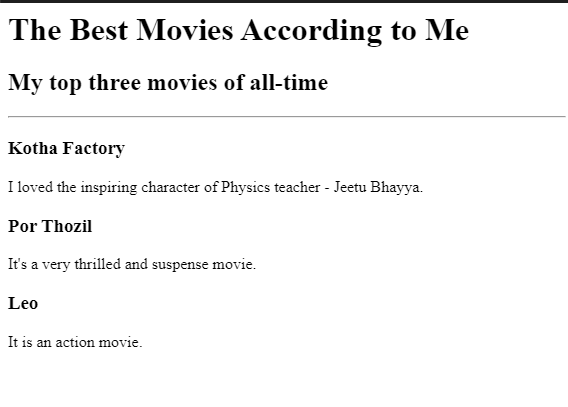 The Best Movies According to Me
My top three movies of all-time
Kotha Factory
I loved the inspiring character of Physics teacher - Jeetu Bhayya.
Por Thozil
It's a very thrilled and suspense movie.
Leo
It is an action movie.